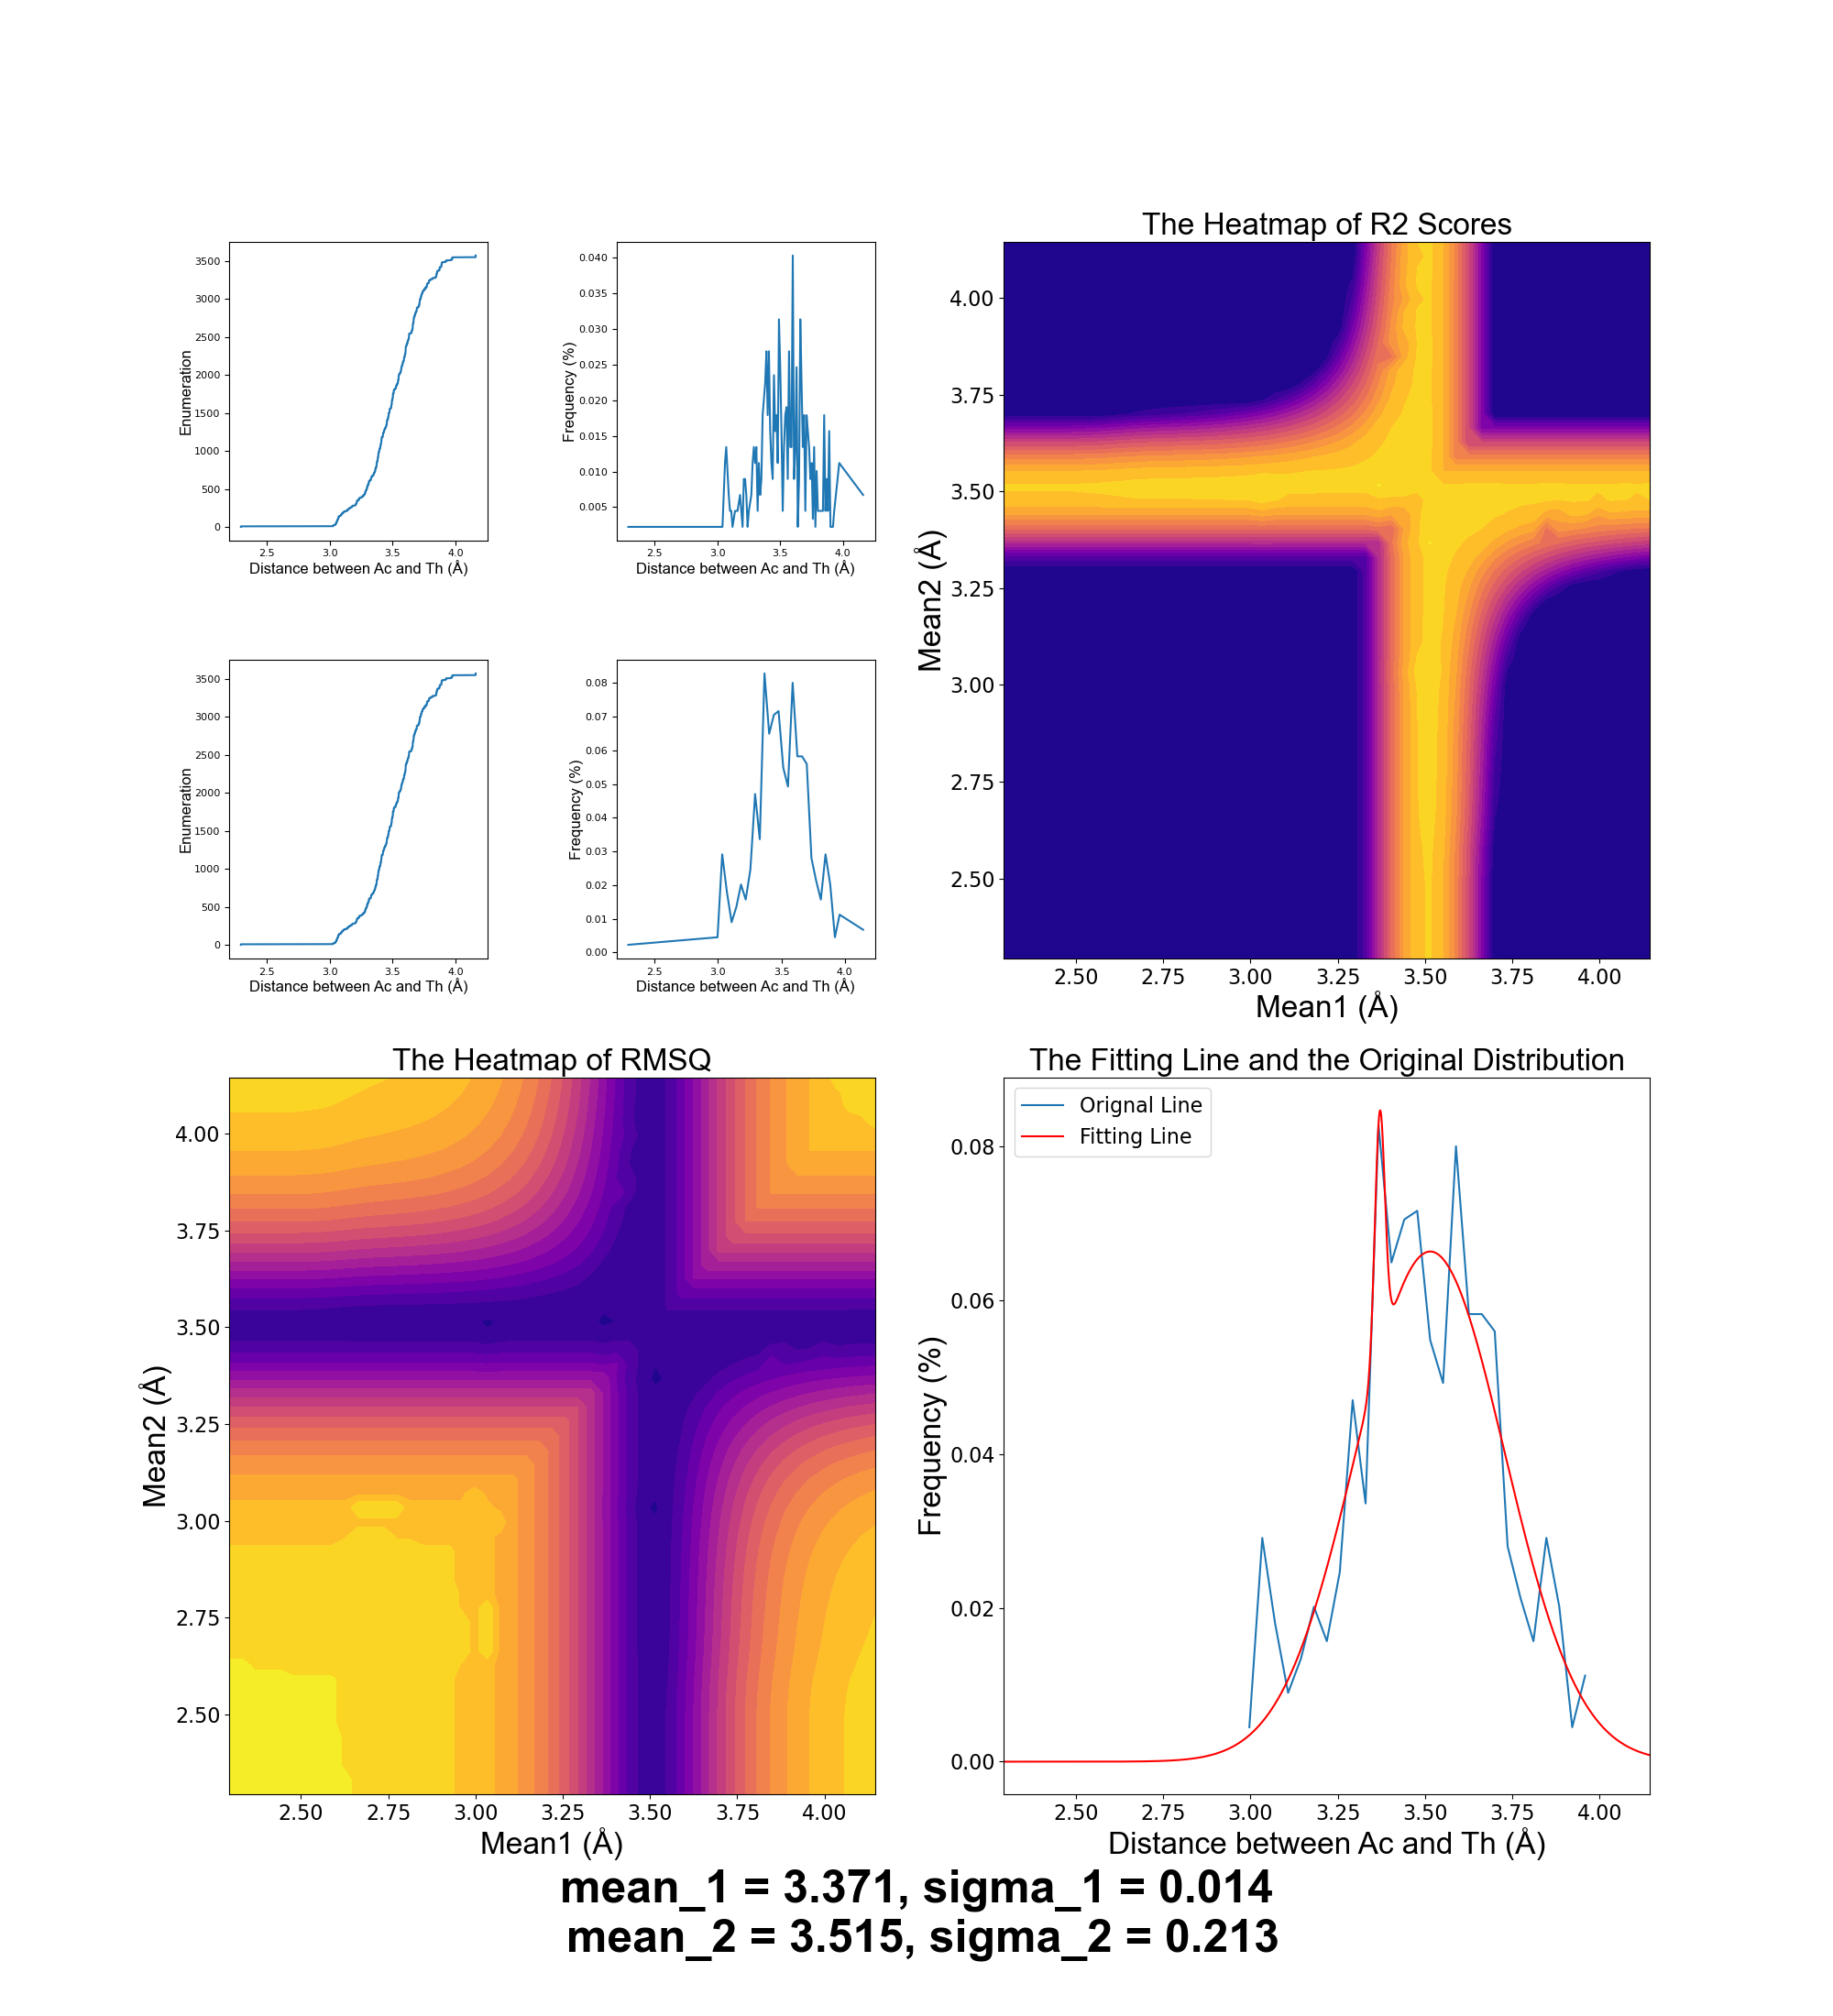 3500
3000
2500
2000
1500
1000
500
0
Enumeration
2.5 3.0 3.5 4.0
Distance between Ac and Th (Å)
0.040
0.035
0.030
0.025
0.020
0.015
0.010
0.005
Frequency (%)
2.5 3.0 3.5 4.0
Distance between Ac and Th (Å)
The Heatmap of R2 Scores
4.00
3.75
3.50
3.25
3.00
2.75
2.50
Mean2 (Å)
2.50 2.75 3.00 3.25 3.50 3.75 4.00
Mean1 (Å)
3500
3000
2500
2000
1500
1000
500
0
Enumeration
2.5 3.0 3.5 4.0
Distance between Ac and Th (Å)
0.08
0.07
0.06
0.05
0.04
0.03
0.02
0.01
0.00
Frequency (%)
2.5 3.0 3.5 4.0
Distance between Ac and Th (Å)
The Heatmap of RMSQ
4.00
3.75
3.50
3.25
3.00
2.75
2.50
Mean2 (Å)
2.50 2.75 3.00 3.25 3.50 3.75 4.00
Mean1 (Å)
The Fitting Line and the Original Distribution
Orignal Line
Fitting Line
0.08
0.06
0.04
0.02
0.00
Frequency (%)
2.50 2.75 3.00 3.25 3.50 3.75 4.00
Distance between Ac and Th (Å)
mean_1 = 3.371, sigma_1 = 0.014
mean_2 = 3.515, sigma_2 = 0.213